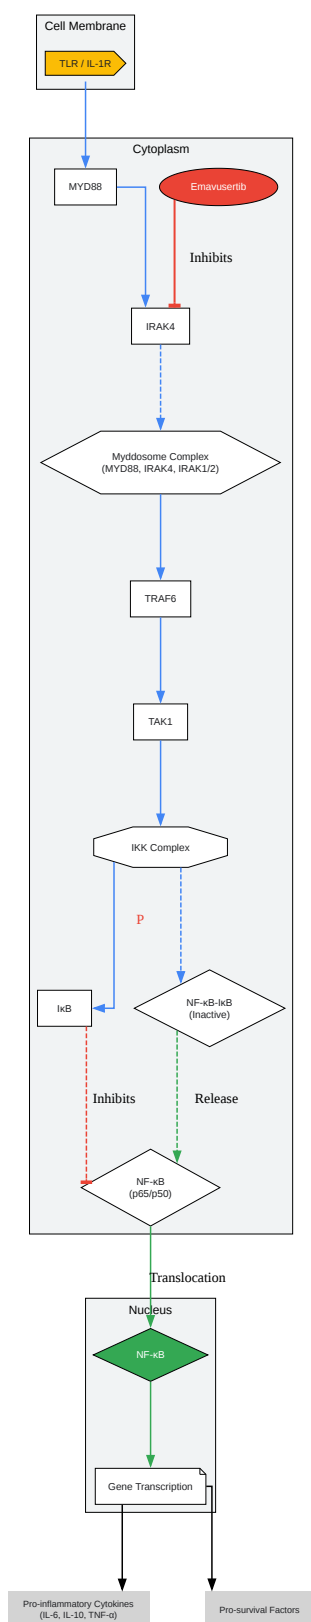 Cell Membrane
TLR / IL-1R
Cytoplasm
MYD88
Emavusertib
Inhibits
IRAK4
Myddosome Complex
(MYD88, IRAK4, IRAK1/2)
TRAF6
TAK1
IKK Complex
P
IκB
NF-κB-IκB
(Inactive)
Inhibits
Release
NF-κB
(p65/p50)
Translocation
Nucleus
NF-κB
Gene Transcription
Pro-inflammatory Cytokines
(IL-6, IL-10, TNF-α)
Pro-survival Factors